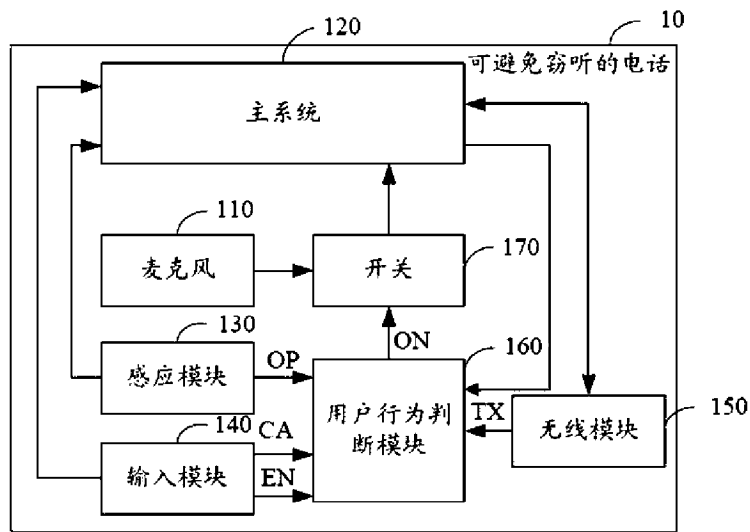 10
120
可避免窃听的电话
主系统
110
麦克风
开关
170
130
ON
160
感应模块
OP
用户行为判
断模块
TX
无线模块
150
140
CA
输入模块
EN